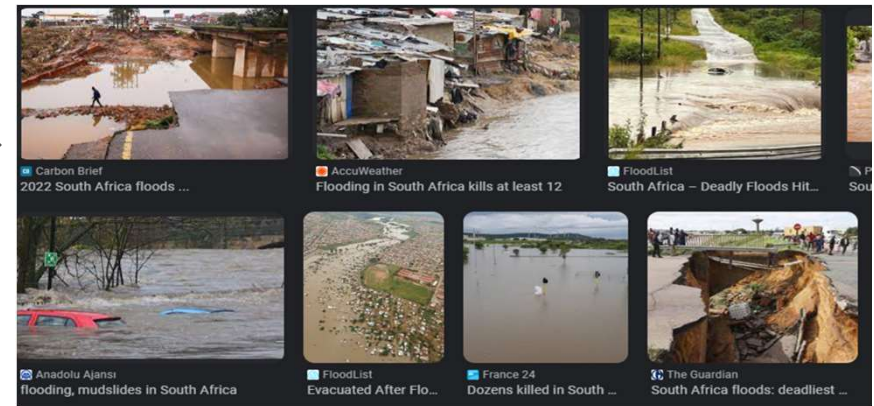 Carbon Brief
2022 South Africa floods ...
AccuWeather
Flooding in South Africa kills at least 12
FloodList
South Africa – Deadly Floods Hit...
P
Sou
Anadolu Ajansı
flooding, mudslides in South Africa
FloodList
Evacuated After Flo...
France 24
Dozens killed in South ...
The Guardian
South Africa floods: deadliest ...